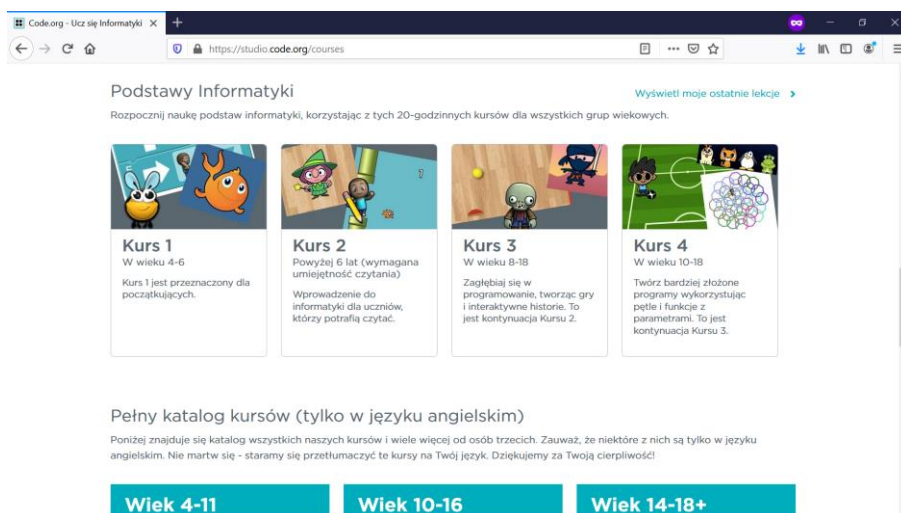 Code.org - Ucz się Informatyki
https://studio.code.org/courses
Podstawy Informatyki
Wyświetl moje ostatnie lekcje
Rozpocznij naukę podstaw informatyki, korzystając z tych 20-godzinnych kursów dla wszystkich grup wiekowych.
Kurs 1
W wieku 4-6
Kurs 1 jest przeznaczony dla
początkujących.
Kurs 2
Powyżej 6 lat (wymagana
umiejętność czytania)
Wprowadzenie do
informatyki dla uczniów,
którzy potrafią czytać.
Kurs 3
W wieku 8-18
Zagłębiaj się w
programowanie, tworząc gry
i interaktywne historie. To
jest kontynuacja Kursu 2.
Kurs 4
W wieku 10-18
Twórz bardziej złożone
programy wykorzystując
pętle i funkcje z
parametrami. To jest
kontynuacja Kursu 3.
Pełny katalog kursów (tylko w języku angielskim)
Poniżej znajduje się katalog wszystkich naszych kursów i wiele więcej od osób trzecich. Zauważ, że niektóre z nich są tylko w języku
angielskim. Nie martw się - staramy się przetłumaczyć te kursy na Twój język. Dziękujemy za Twoją cierpliwość!
Wiek 4-11
Wiek 10-16
Wiek 14-18+